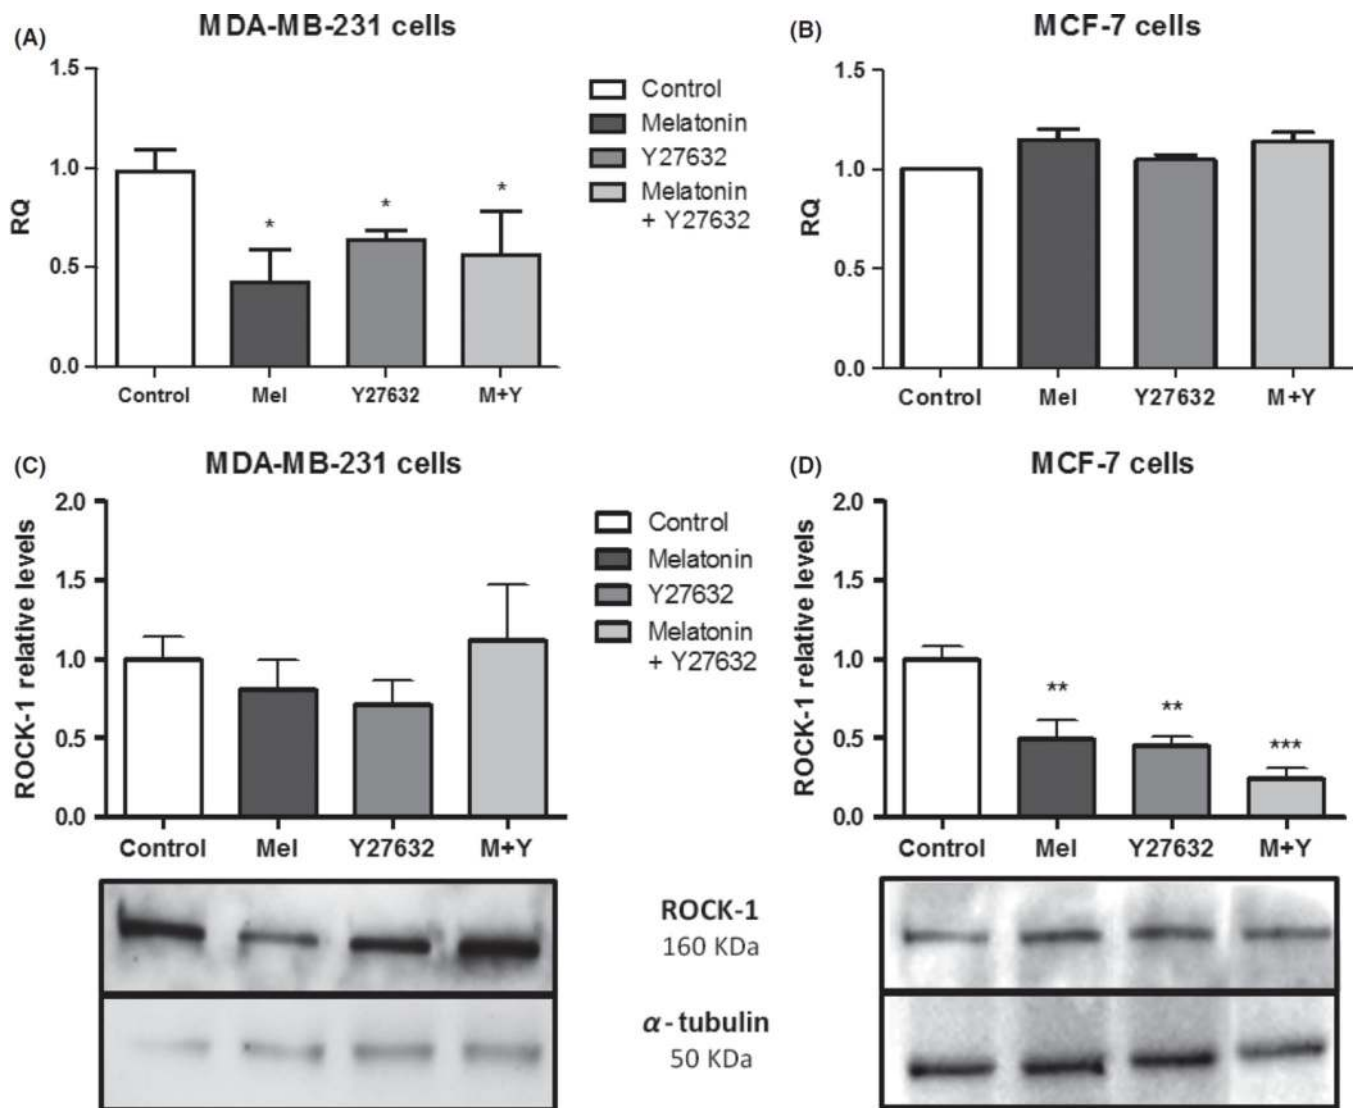 (A)
MDA-MB-231 cells
1.5
1.0
0.5
0.0
RQ
*
*
*
Control
Mel
Y27632
M+Y
Control
Melatonin
Y27632
Melatonin
+ Y27632
(B)
MCF-7 cells
1.5
1.0
0.5
0.0
RQ
Control
Mel
Y27632
M+Y
(C)
MDA-MB-231 cells
2.0
1.5
1.0
0.5
0.0
ROCK-1 relative levels
Control
Mel
Y27632
M+Y
Control
Melatonin
Y27632
Melatonin
+ Y27632
(D)
MCF-7 cells
2.0
1.5
1.0
0.5
0.0
ROCK-1 relative levels
**
**
***
Control
Mel
Y27632
M+Y
ROCK-1
160 KDa
α-tubulin
50 KDa